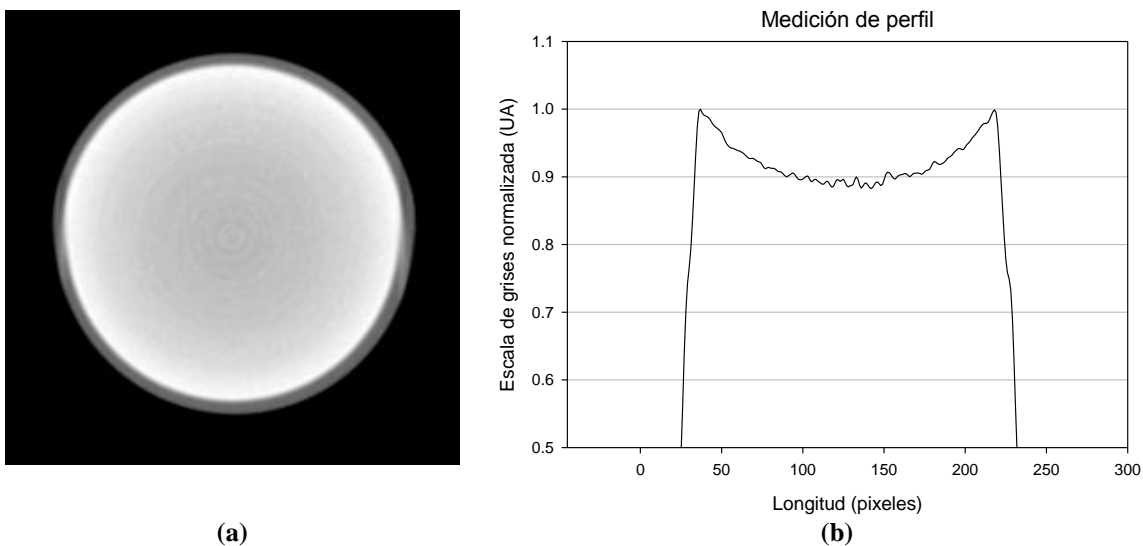 Medición de perfil
Escala de grises normalizada (UA)
1.1
1.0
0.9
0.8
0.7
0.6
0.5
0 50 100 150 200 250 300
Longitud (pixeles)
(a) (b)